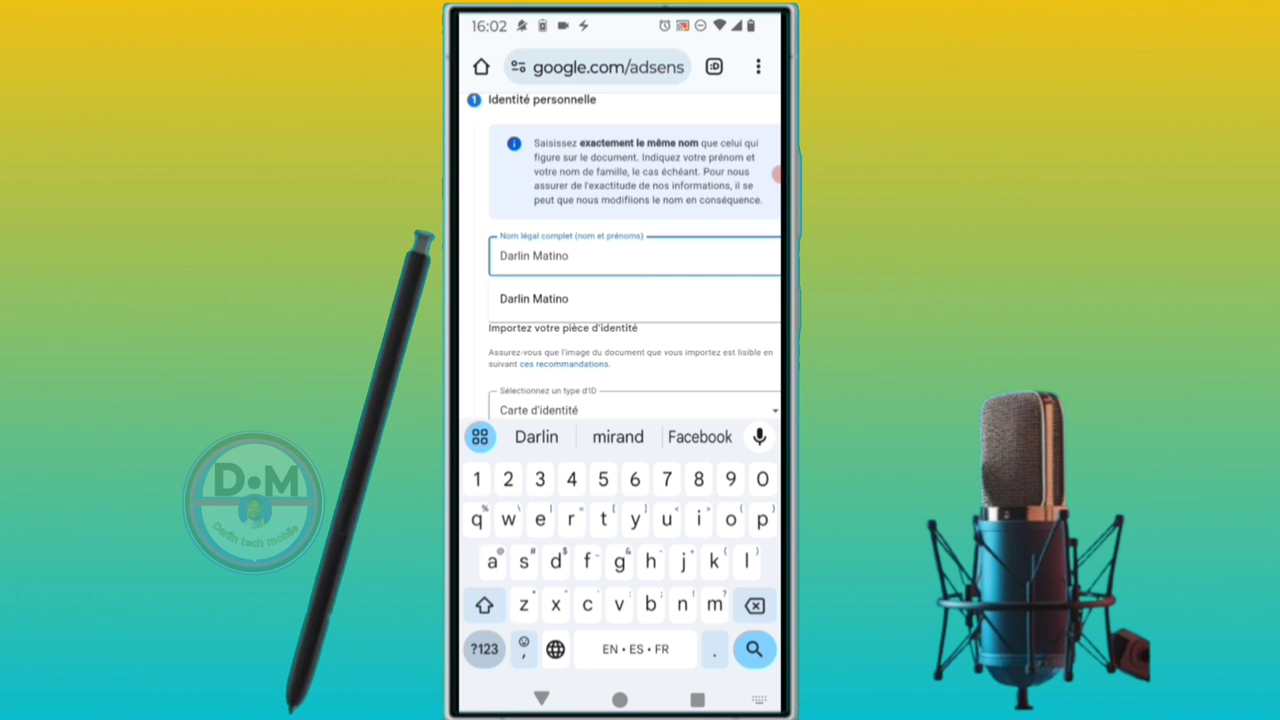 16:02
google.com/adsens
:D
1 Identité personnelle
Saisissez exactement le même nom que celui qui
figure sur le document. Indiquez votre prénom et
votre nom de famille, le cas échéant. Pour nous
assurer de l'exactitude de nos informations, il se
peut que nous modifiions le nom en conséquence.
Nom légal complet (nom et prénoms)
Darlin Matino
Darlin Matino
Importez votre pièce d'identité
Assurez-vous que l'image du document que vous importez est lisible en
suivant ces recommandations.
Sélectionnez un type d'ID
Carte d'identité
Darlin mirand Facebook
1 2 3 4 5 6 7 8 9 0
q w e r t y u i o p
a s d f g h j k l
z x c v b n m
?123 , EN • ES • FR .
D•M
Darlin tech mobile